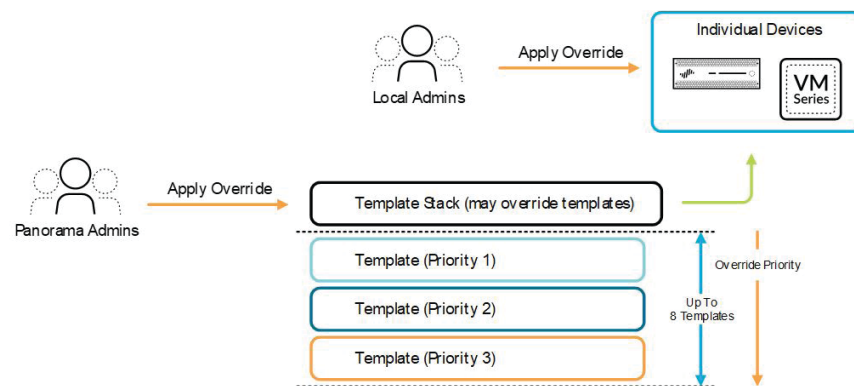 Individual Devices
Apply Override
VM
Series
Local Admins
Apply Override
Template Stack (may override templates)
Panorama Admins
Template (Priority 1)
Override Priority
Template (Priority 2)
Up To
8 Templates
Template (Priority 3)